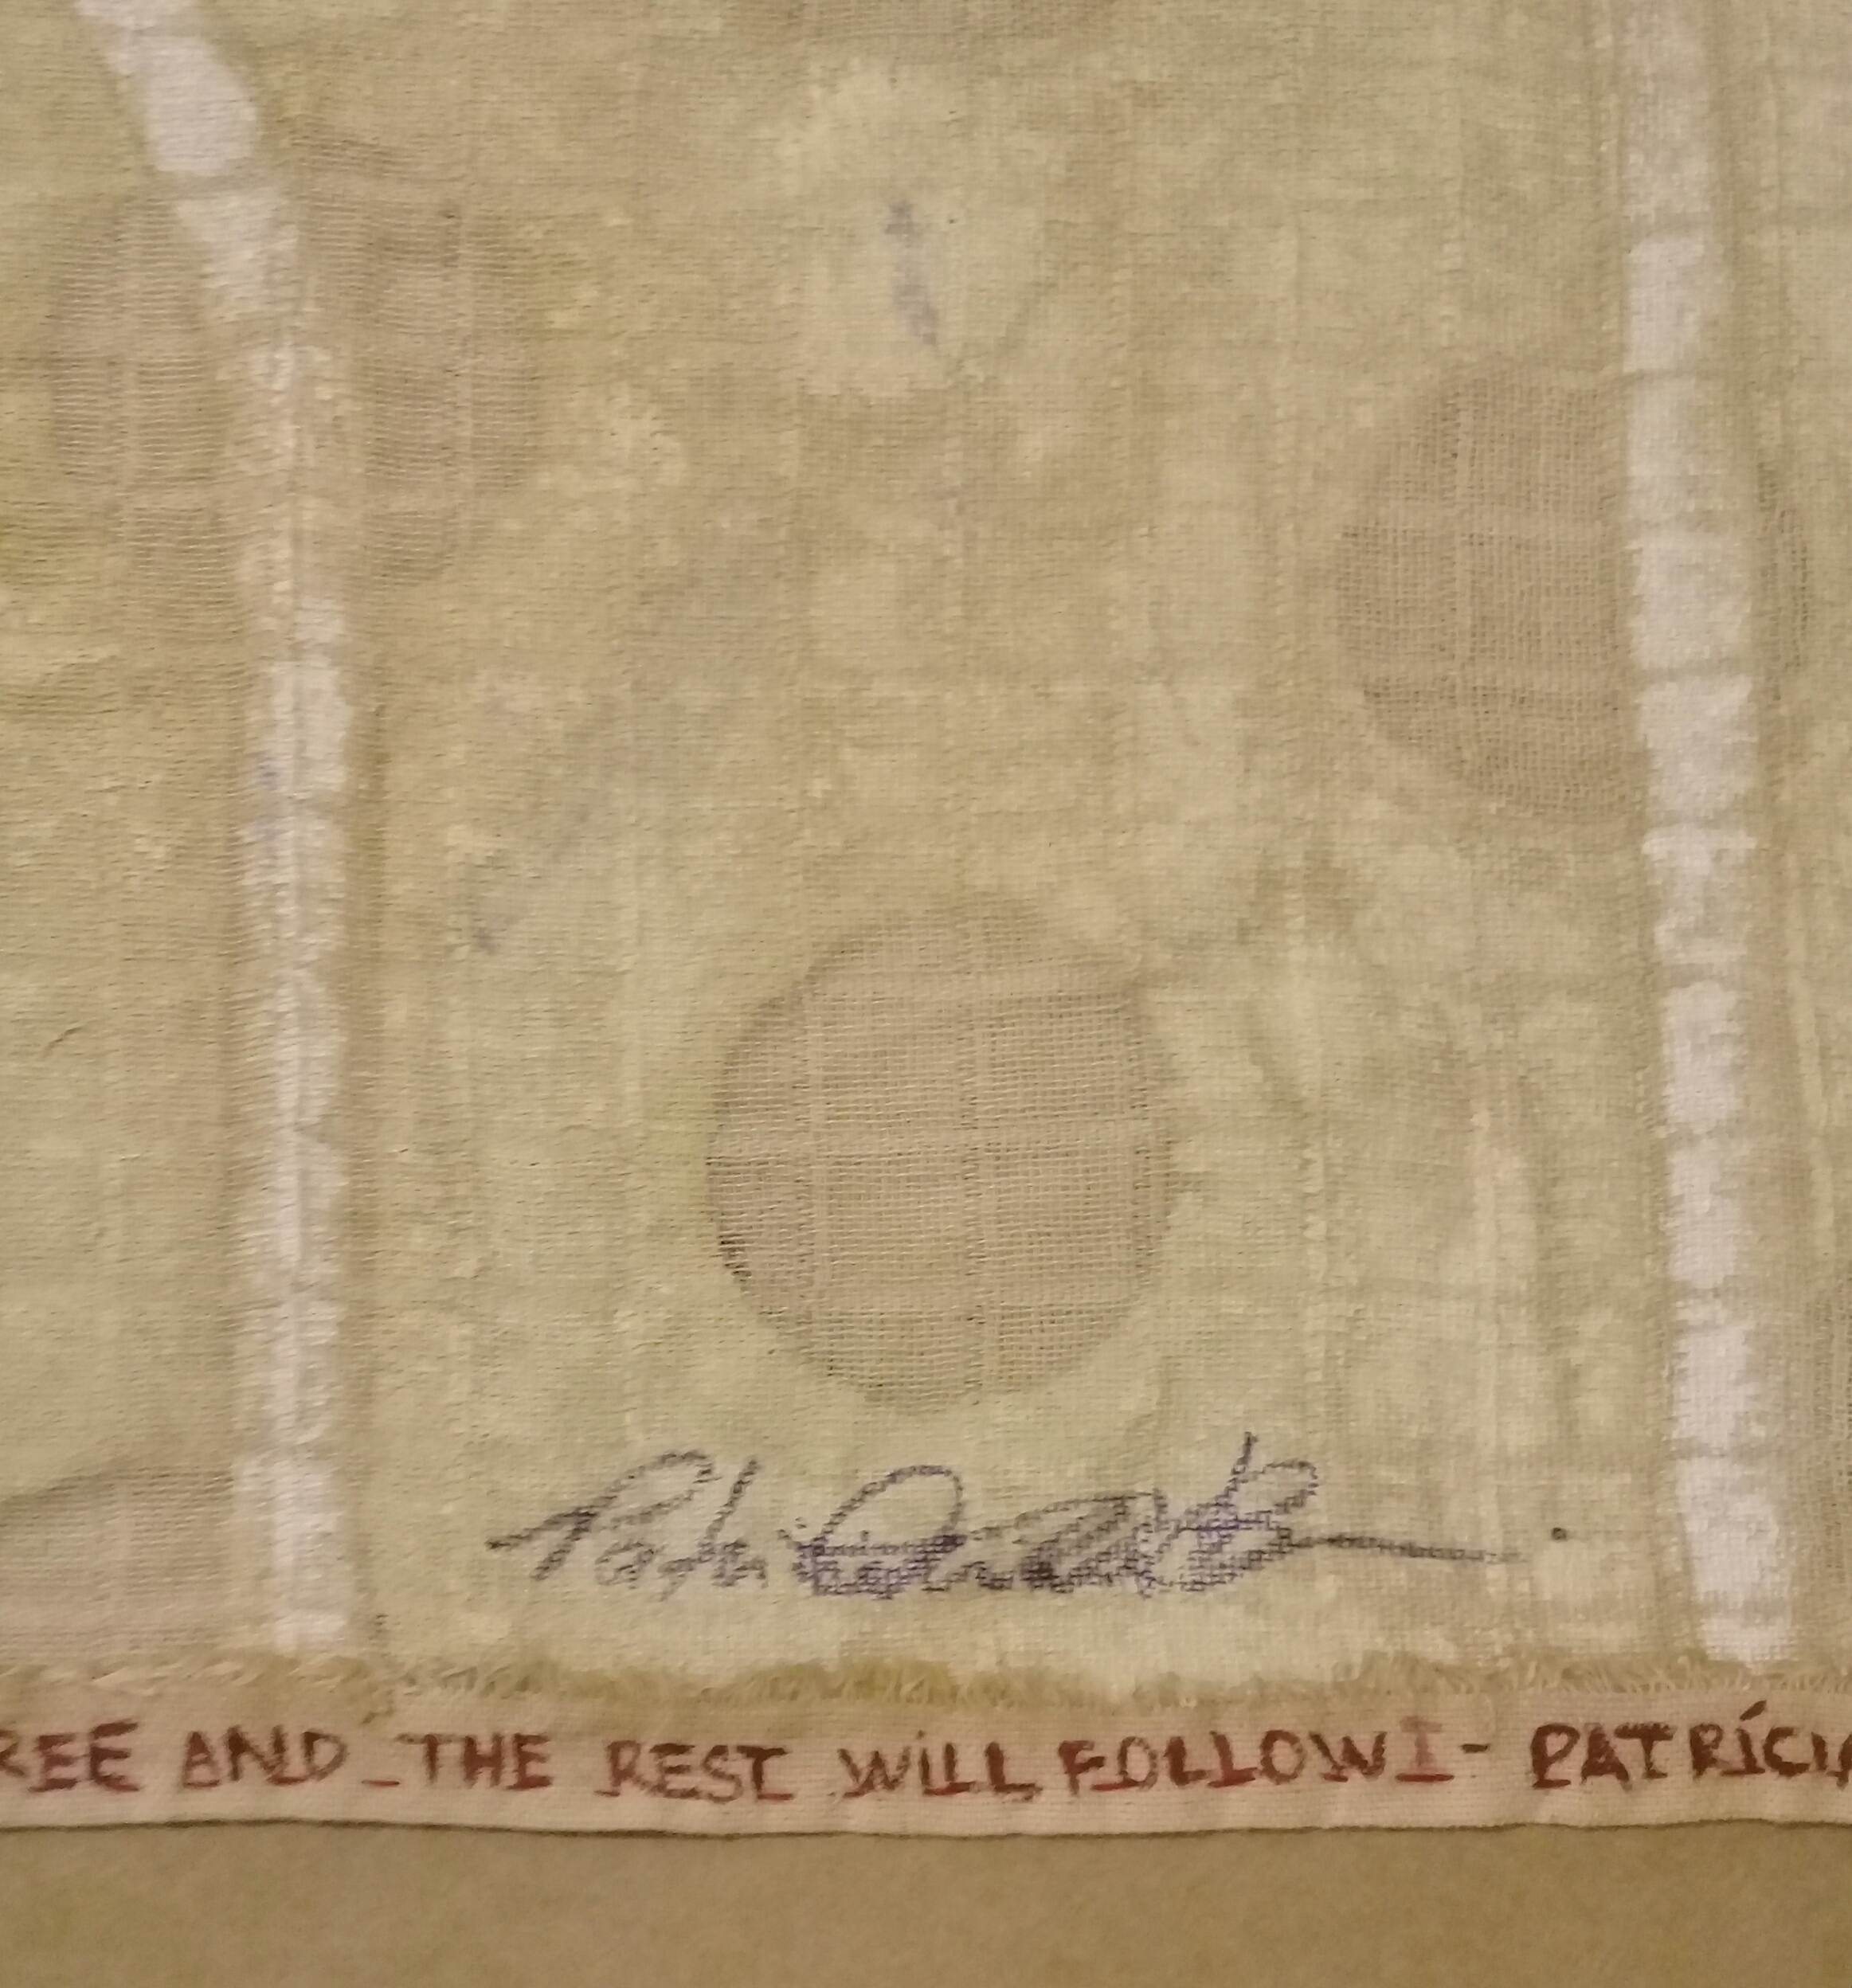 REE AND THE REST WiLL FOLLOW! - PATRÍCIA